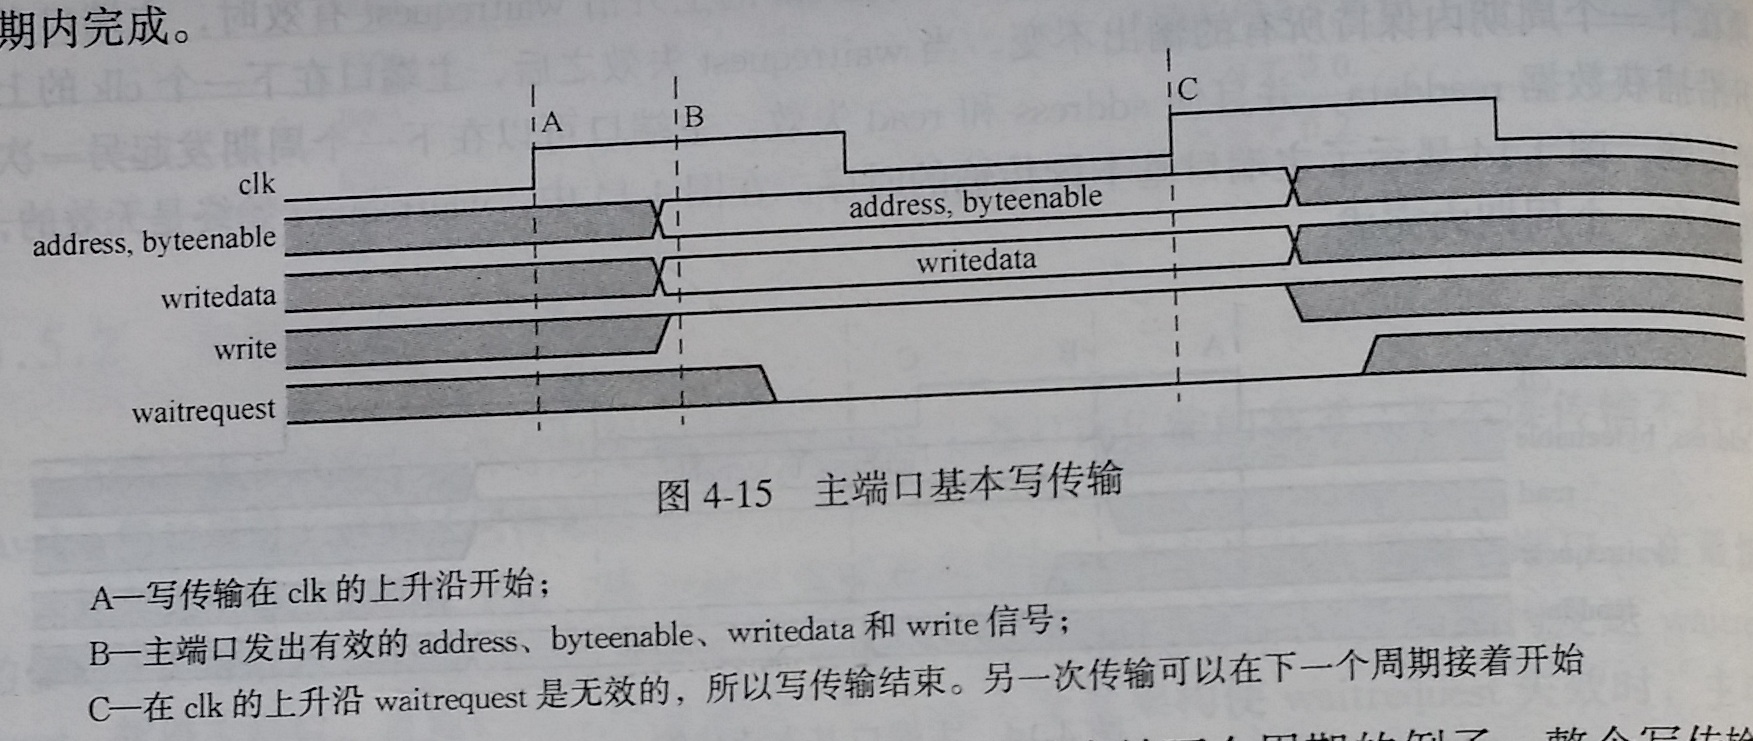 期内完成。
A
B
C
clk
address, byteenable
address, byteenable
writedata
writedata
write
waitrequest
图 4-15 主端口基本写传输
A—写传输在 clk 的上升沿开始;
B—主端口发出有效的 address、byteenable、writedata 和 write 信号;
C—在 clk 的上升沿 waitrequest 是无效的，所以写传输结束。另一次传输可以在下一个周期接着开始